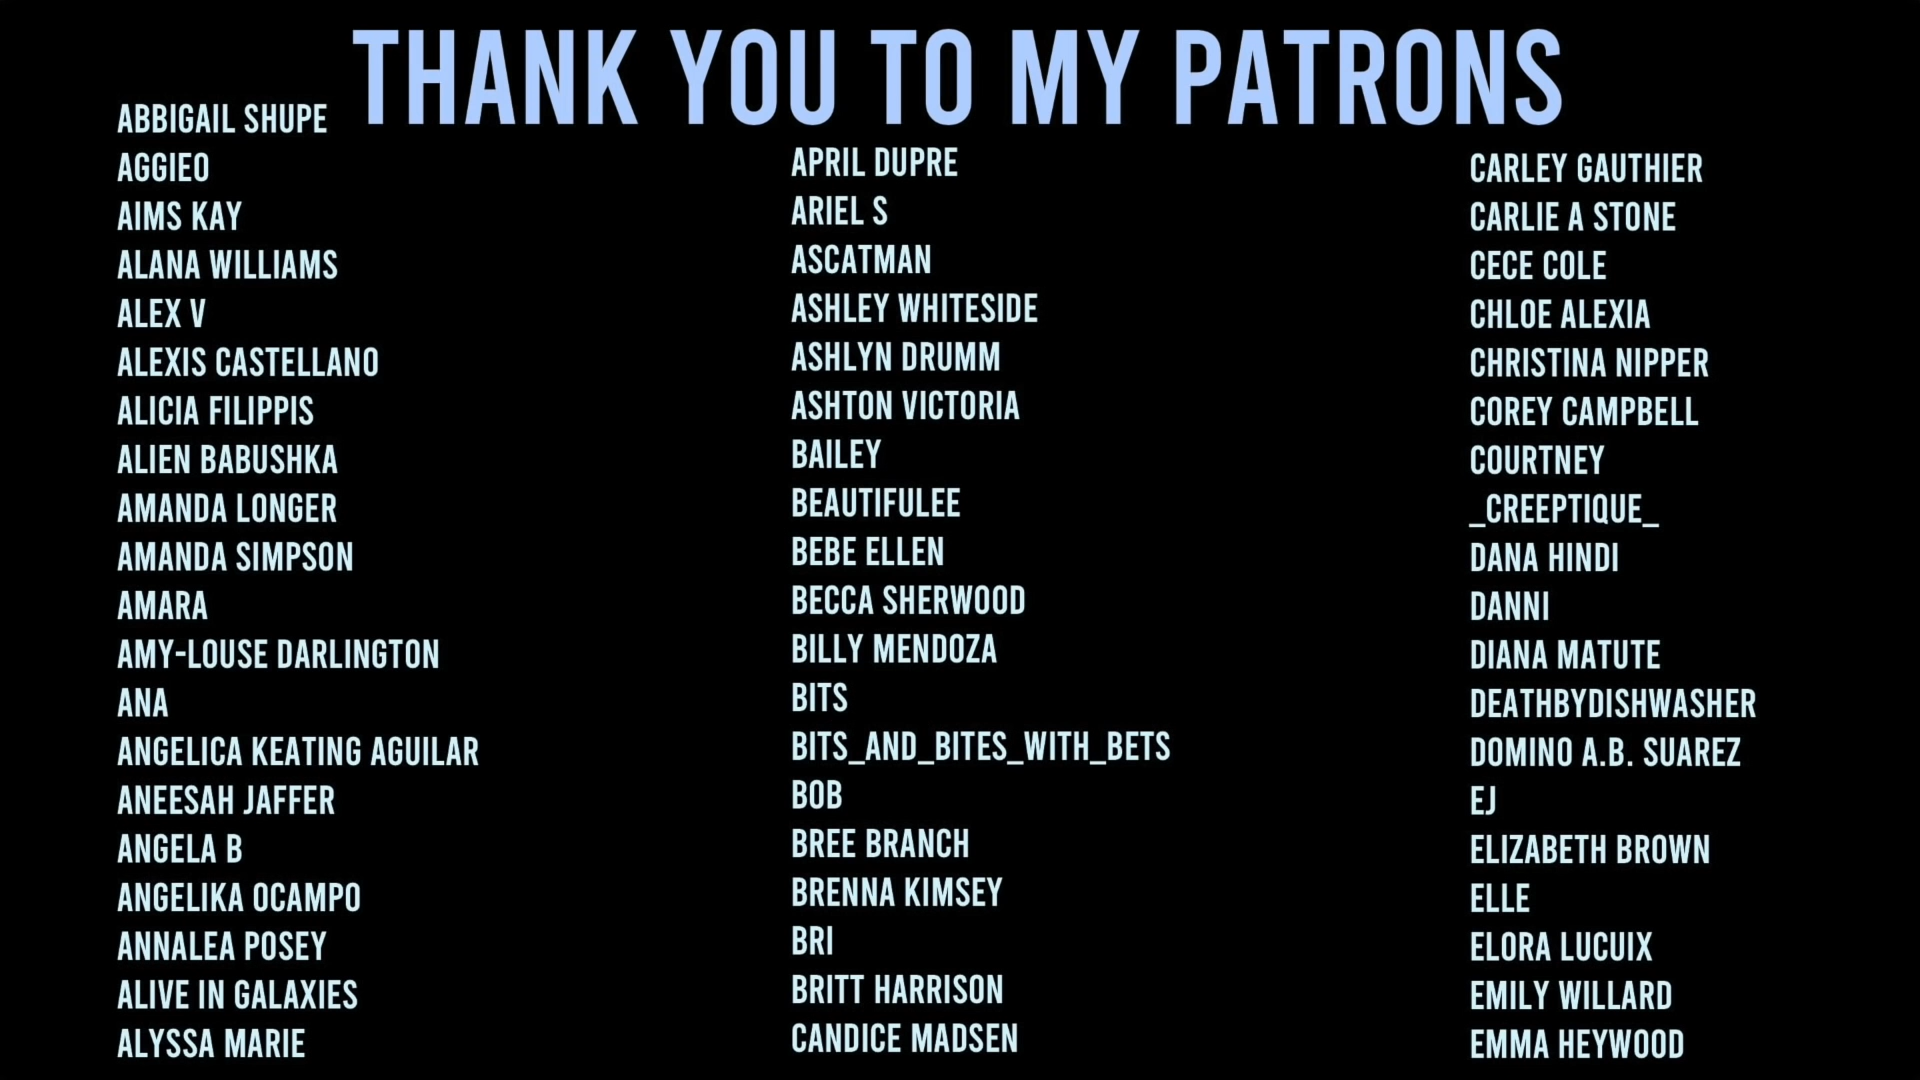 THANK YOU TO MY PATRONS
ABBIGAIL SHUPE
AGGIEO
AIMS KAY
ALANA WILLIAMS
ALEX V
ALEXIS CASTELLANO
ALICIA FILIPPIS
ALIEN BABUSHKA
AMANDA LONGER
AMANDA SIMPSON
AMARA
AMY-LOUSE DARLINGTON
ANA
ANGELICA KEATING AGUILAR
ANEESAH JAFFER
ANGELA B
ANGELIKA OCAMPO
ANNALEA POSEY
ALIVE IN GALAXIES
ALYSSA MARIE
APRIL DUPRE
ARIEL S
ASCATMAN
ASHLEY WHITESIDE
ASHLYN DRUMM
ASHTON VICTORIA
BAILEY
BEAUTIFULEE
BEBE ELLEN
BECCA SHERWOOD
BILLY MENDOZA
BITS
BITS_AND_BITES_WITH_BETS
BOB
BREE BRANCH
BRENNA KIMSEY
BRI
BRITT HARRISON
CANDICE MADSEN
CARLEY GAUTHIER
CARLIE A STONE
CECE COLE
CHLOE ALEXIA
CHRISTINA NIPPER
COREY CAMPBELL
COURTNEY
_CREEPTIQUE_
DANA HINDI
DANNI
DIANA MATUTE
DEATHBYDISHWASHER
DOMINO A.B. SUAREZ
EJ
ELIZABETH BROWN
ELLE
ELORA LUCUIX
EMILY WILLARD
EMMA HEYWOOD